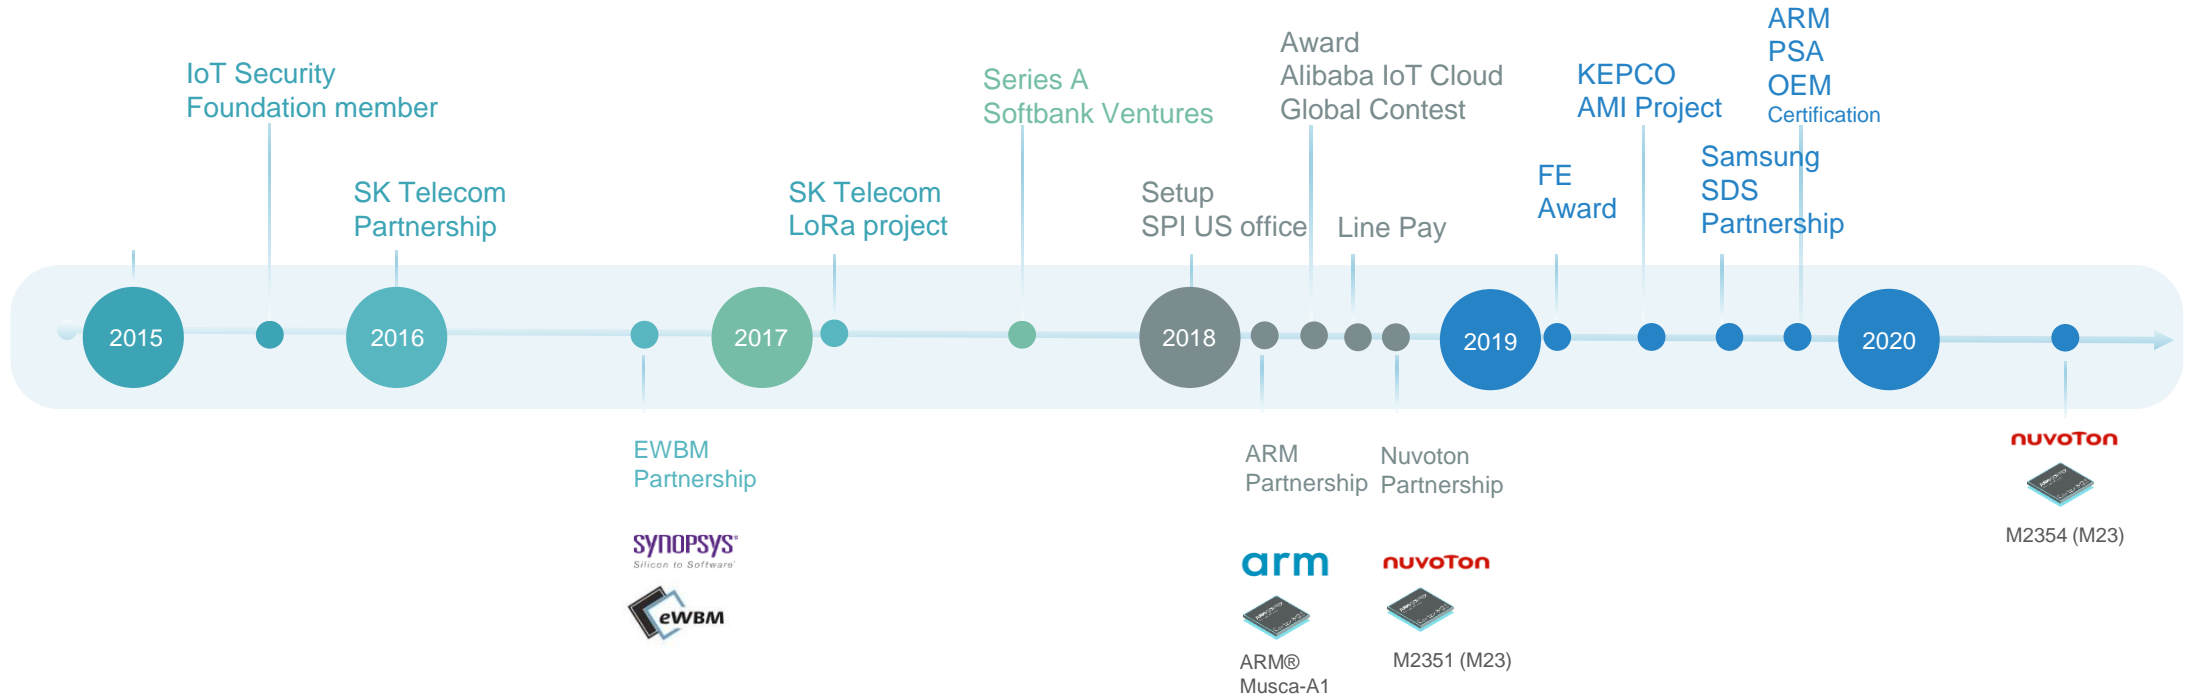 IoT Security
Foundation member
SK Telecom
Partnership
SK Telecom
LoRa project
Series A
Softbank Ventures
Setup
SPI US office
Award
Alibaba IoT Cloud
Global Contest
Line Pay
FE
Award
KEPCO
AMI Project
Samsung
SDS
Partnership
ARM
PSA
OEM
Certification
2015
2016
2017
2018
2019
2020
EWBM
Partnership
SYNOPSYS®
Silicon to Software
eWBM
ARM
Partnership
arm
ARM®
Musca-A1
Nuvoton
Partnership
nuvoTon
M2351 (M23)
nuvoTon
M2354 (M23)